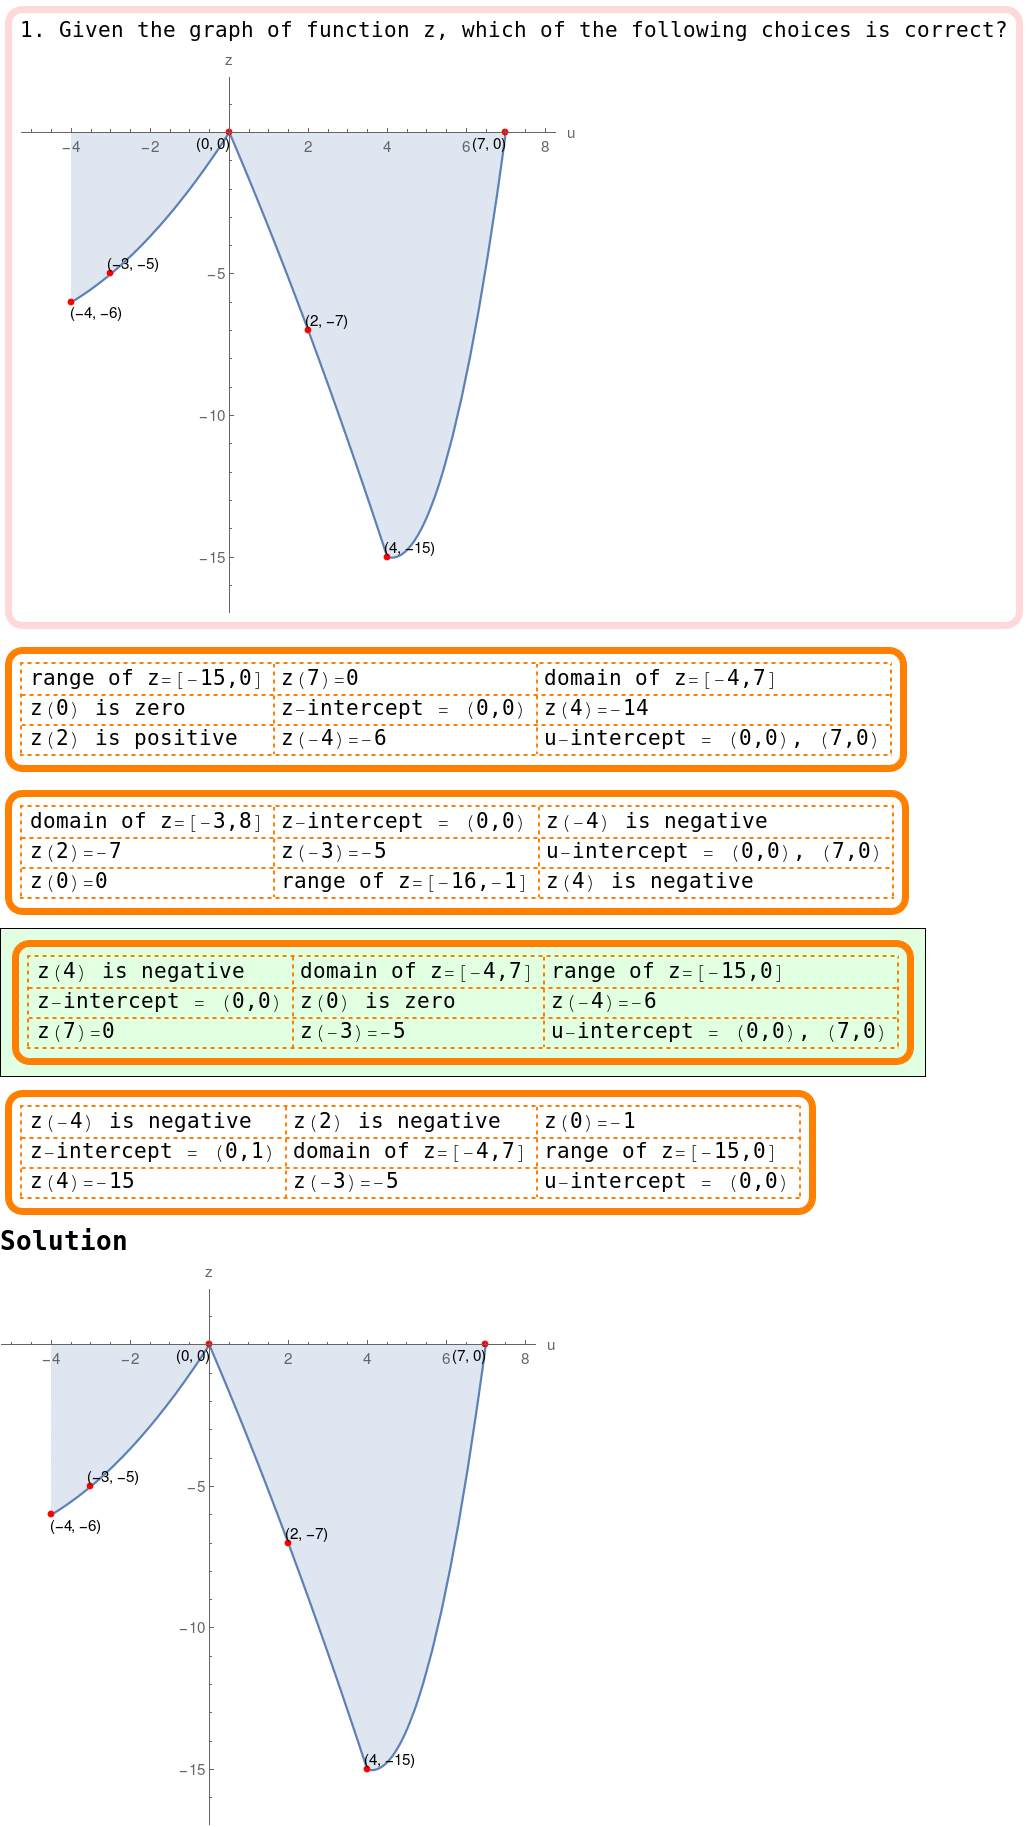 1. Given the graph of function z, which of the following choices is correct?
z
u
(0, 0)
(7, 0)
−4 −2 2 4 6 8
(−3, −5)
−5
(−4, −6)
(2, −7)
−10
(4, −15)
−15
range of z=[-15,0] z(7)=0 domain of z=[-4,7]
z(0) is zero z-intercept = (0,0) z(4)=-14
z(2) is positive z(-4)=-6 u-intercept = (0,0), (7,0)
domain of z=[-3,8] z-intercept = (0,0) z(-4) is negative
z(2)=-7 z(-3)=-5 u-intercept = (0,0), (7,0)
z(0)=0 range of z=[-16,-1] z(4) is negative
z(4) is negative domain of z=[-4,7] range of z=[-15,0]
z-intercept = (0,0) z(0) is zero z(-4)=-6
z(7)=0 z(-3)=-5 u-intercept = (0,0), (7,0)
z(-4) is negative z(2) is negative z(0)=-1
z-intercept = (0,1) domain of z=[-4,7] range of z=[-15,0]
z(4)=-15 z(-3)=-5 u-intercept = (0,0)
Solution
z
u
(0, 0)
(7, 0)
−4 −2 2 4 6 8
(−3, −5)
−5
(−4, −6)
(2, −7)
−10
(4, −15)
−15